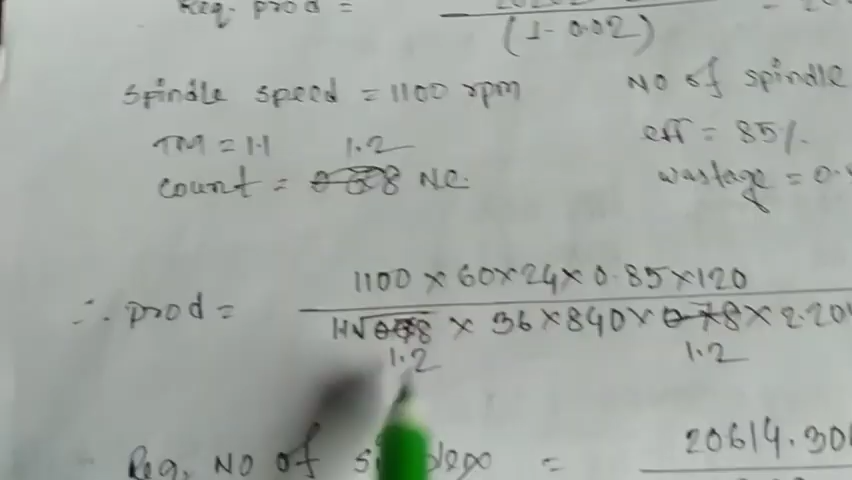 Req. prod =
(1 - 0.02)
Spindle speed = 1100 rpm No of spindle
TM = 1.1 1.2 eff = 85%.
count = NC. wastage = 0.
1100 × 60 × 24 × 0.85 × 120
∴ prod =
× 36 × 840 × × 2.20
1.2 1.2
20614.30
Req. No of =